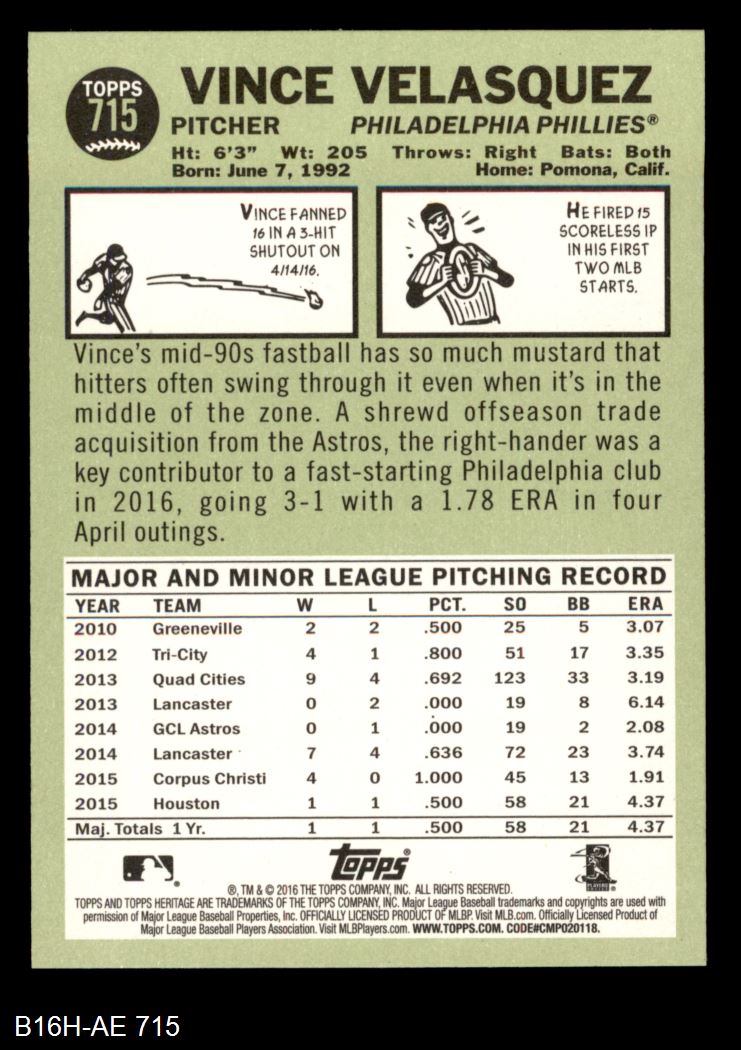 TOPPS
715
VINCE VELASQUEZ
PITCHER PHILADELPHIA PHILLIES®
Ht: 6'3" Wt: 205 Throws: Right Bats: Both
Born: June 7, 1992 Home: Pomona, Calif.
VINCE FANNED
16 IN A 3-HIT
SHUTOUT ON
4/14/16.
HE FIRED 15
SCORELESS IP
IN HIS FIRST
TWO MLB
STARTS.
Vince's mid-90s fastball has so much mustard that
hitters often swing through it even when it's in the
middle of the zone. A shrewd offseason trade
acquisition from the Astros, the right-hander was a
key contributor to a fast-starting Philadelphia club
in 2016, going 3-1 with a 1.78 ERA in four
April outings.
MAJOR AND MINOR LEAGUE PITCHING RECORD
YEAR TEAM W L PCT. SO BB ERA
2010 Greeneville 2 2 .500 25 5 3.07
2012 Tri-City 4 1 .800 51 17 3.35
2013 Quad Cities 9 4 .692 123 33 3.19
2013 Lancaster 0 2 .000 19 8 6.14
2014 GCL Astros 0 1 .000 19 2 2.08
2014 Lancaster 7 4 .636 72 23 3.74
2015 Corpus Christi 4 0 1.000 45 13 1.91
2015 Houston 1 1 .500 58 21 4.37
Maj. Totals 1 Yr. 1 1 .500 58 21 4.37
Topps®
®, TM & © 2016 THE TOPPS COMPANY, INC. ALL RIGHTS RESERVED.
TOPPS AND TOPPS HERITAGE ARE TRADEMARKS OF THE TOPPS COMPANY, INC. Major League Baseball trademarks and copyrights are used with
permission of Major League Baseball Properties, Inc. OFFICIALLY LICENSED PRODUCT OF MLBP. Visit MLB.com. Officially Licensed Product of
Major League Baseball Players Association. Visit MLBPlayers.com. WWW.TOPPS.COM. CODE#CMP020118.
B16H-AE 715